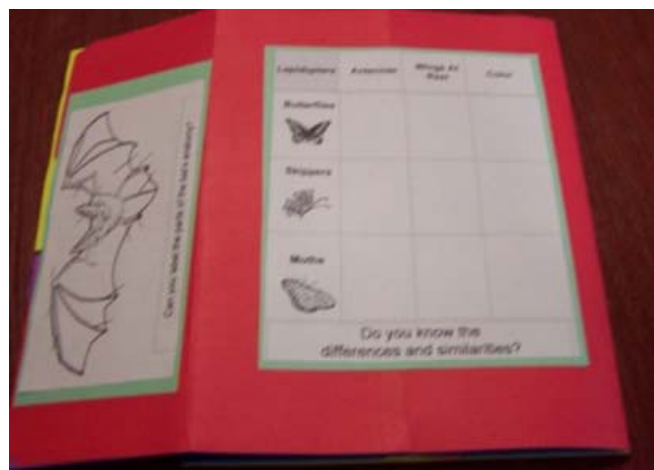 Can you label the parts of the bat's anatomy?
Lepidoptera Antennae Wings At Rest Color
Butterflies
Skippers
Moths
Do you know the
differences and similarities?